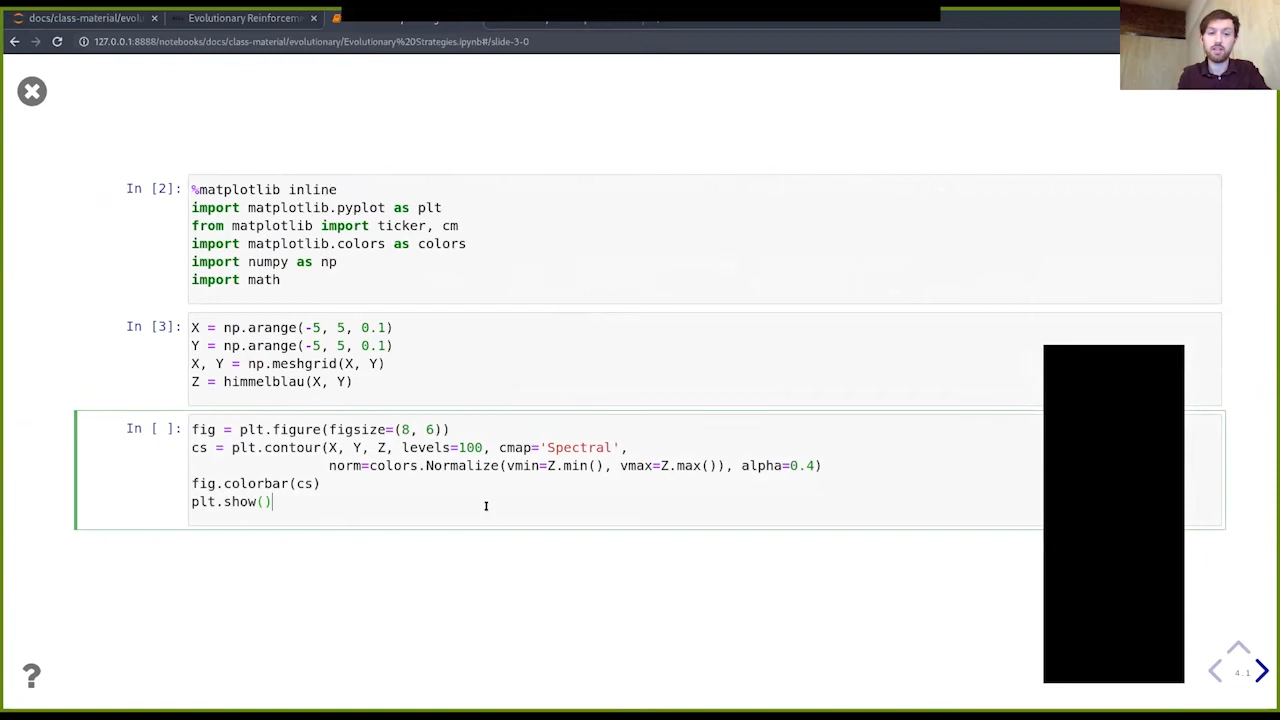 docs/class-material/evolu
Evolutionary Reinforcem
127.0.0.1:8888/notebooks/docs/class-material/evolutionary/Evolutionary%20Strategies.ipynb#/slide-3-0
In [2]:
%matplotlib inline
import matplotlib.pyplot as plt
from matplotlib import ticker, cm
import matplotlib.colors as colors
import numpy as np
import math
In [3]:
X = np.arange(-5, 5, 0.1)
Y = np.arange(-5, 5, 0.1)
X, Y = np.meshgrid(X, Y)
Z = himmelblau(X, Y)
In [ ]:
fig = plt.figure(figsize=(8, 6))
cs = plt.contour(X, Y, Z, levels=100, cmap='Spectral',
norm=colors.Normalize(vmin=Z.min(), vmax=Z.max()), alpha=0.4)
fig.colorbar(cs)
plt.show()
?
4.1